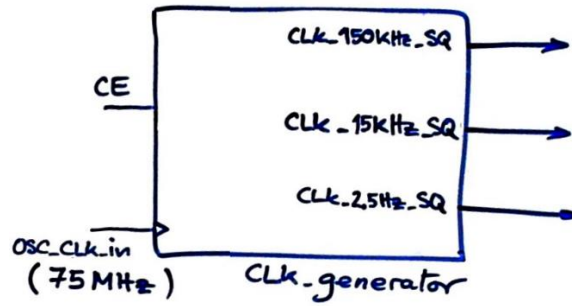 CLK_150KHz_SQ
CE
CLK_15KHz_SQ
CLK_2,5Hz_SQ
OSC_CLK_in
(75MHz)
CLK_generator